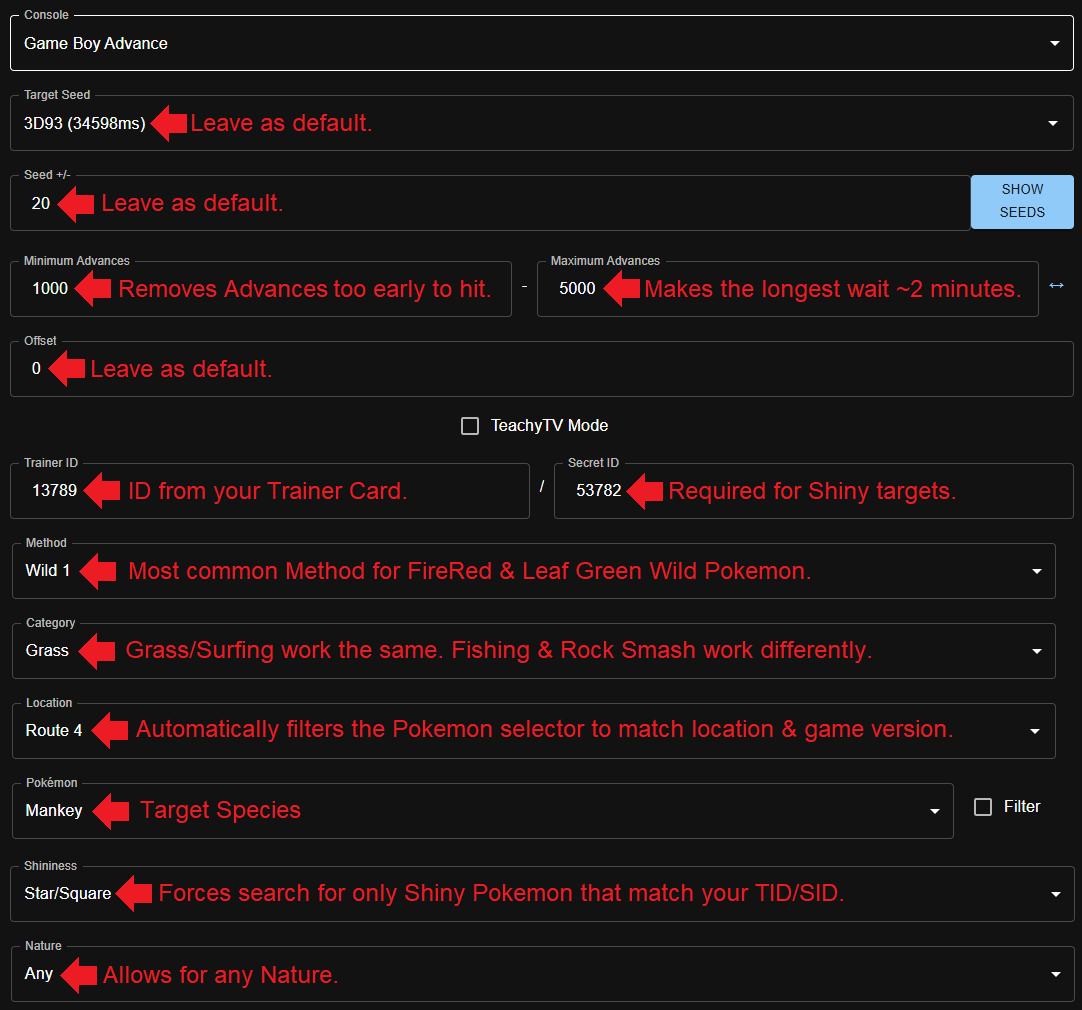 Console
Game Boy Advance
Target Seed
3D93 (34598ms) Leave as default.
Seed +/-
20 Leave as default.
SHOW
SEEDS
Minimum Advances
1000 Removes Advances too early to hit.
-
Maximum Advances
5000 Makes the longest wait ~2 minutes.
↔
Offset
0 Leave as default.
TeachyTV Mode
Trainer ID
13789 ID from your Trainer Card.
/
Secret ID
53782 Required for Shiny targets.
Method
Wild 1 Most common Method for FireRed & Leaf Green Wild Pokemon.
Category
Grass Grass/Surfing work the same. Fishing & Rock Smash work differently.
Location
Route 4 Automatically filters the Pokemon selector to match location & game version.
Pokémon
Mankey Target Species
Filter
Shininess
Star/Square Forces search for only Shiny Pokemon that match your TID/SID.
Nature
Any Allows for any Nature.